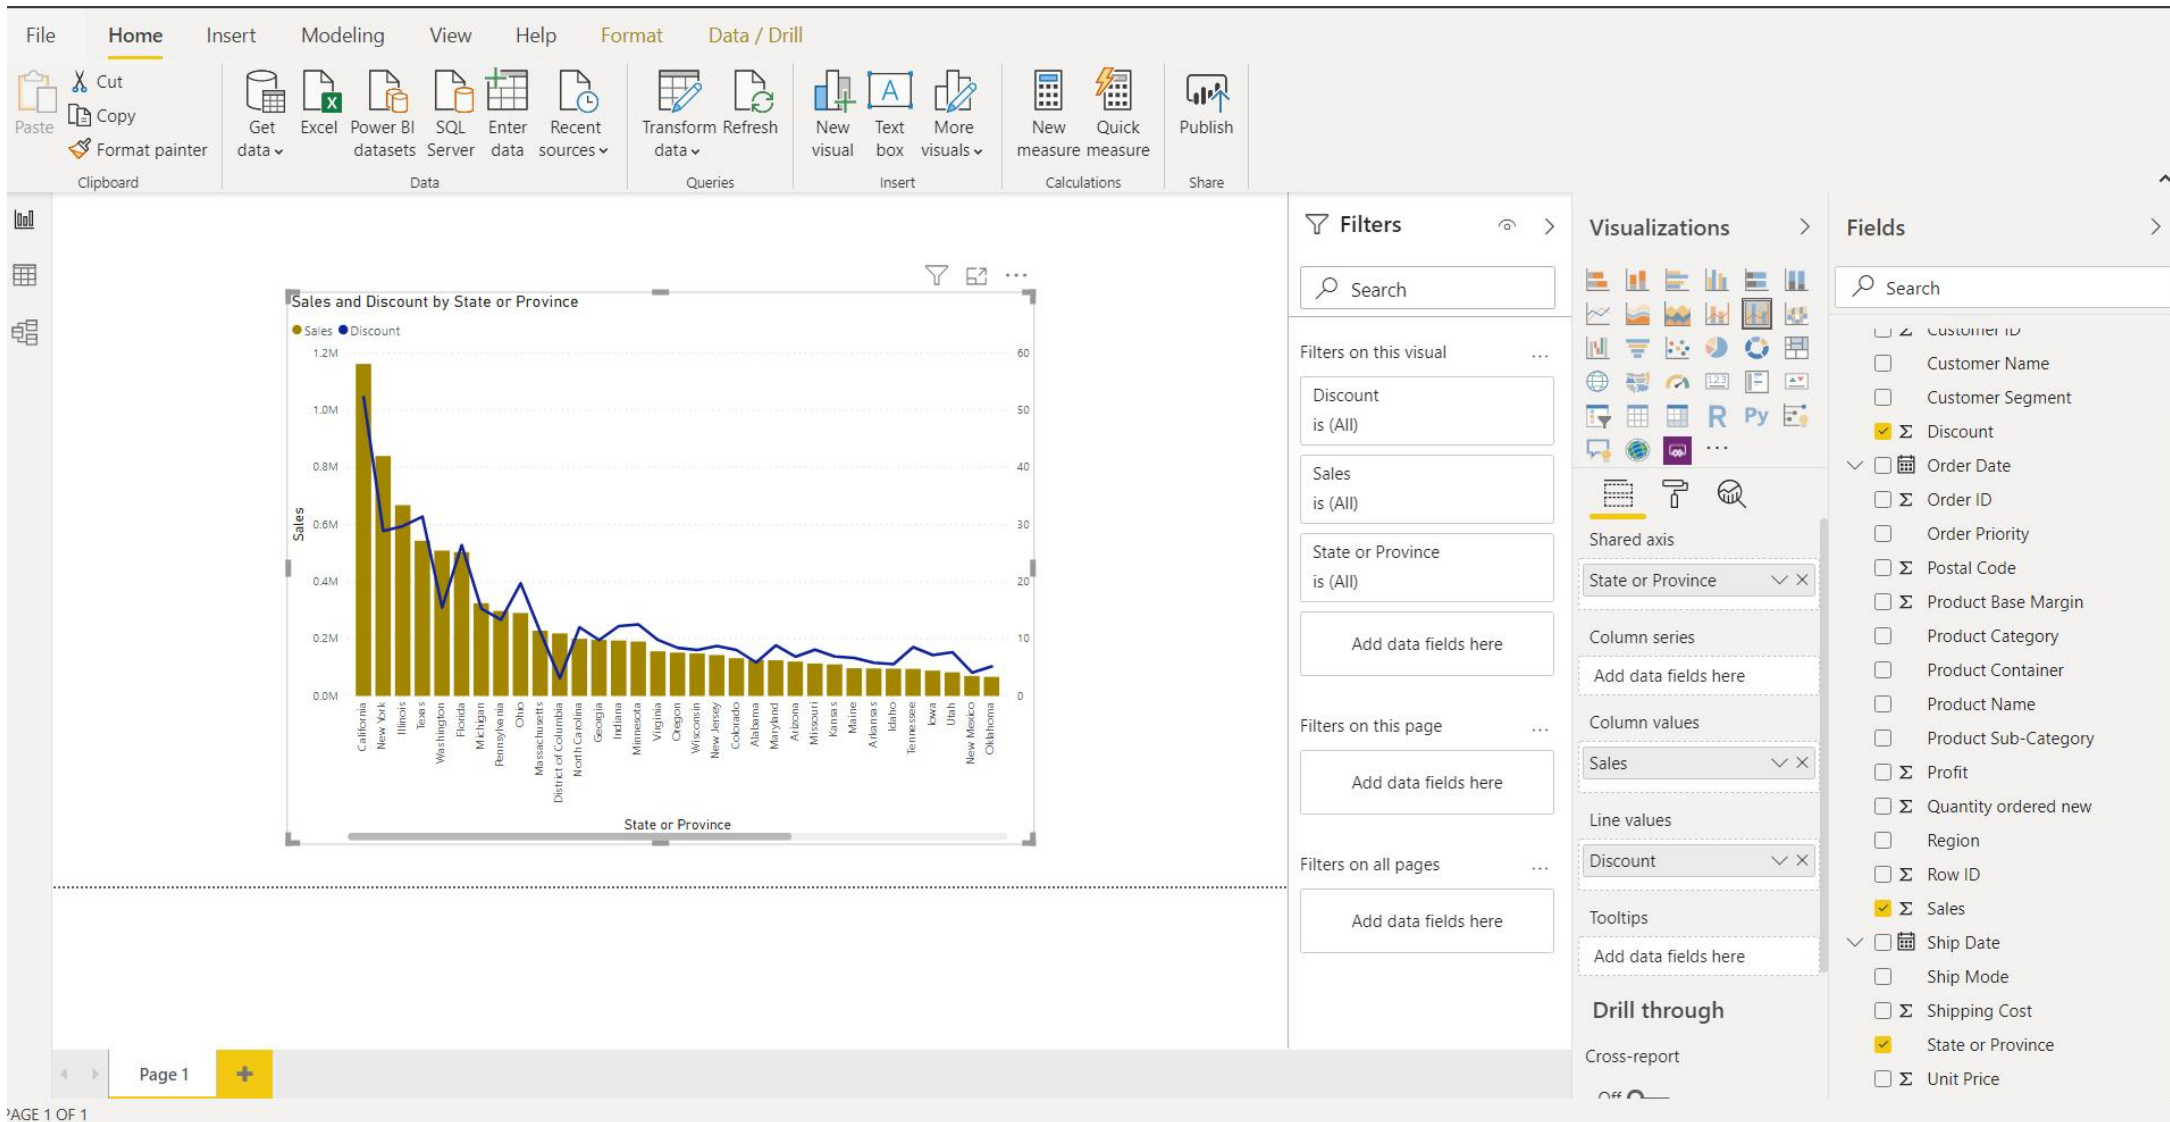 File Home Insert Modeling View Help Format Data / Drill
Paste
Cut
Copy
Format painter
Clipboard
Get data
Excel
Power BI datasets
SQL Server
Enter data
Recent sources
Data
Transform data
Refresh
Queries
New visual
Text box
More visuals
Insert
New measure
Quick measure
Calculations
Publish
Share
Sales and Discount by State or Province
Sales Discount
1.2M
1.0M
0.8M
0.6M
0.4M
0.2M
0.0M
Sales
60
50
40
30
20
10
0
California
New York
Illinois
Texas
Washington
Florida
Michigan
Pennsylvania
Ohio
Massachusetts
District of Columbia
North Carolina
Georgia
Indiana
Minnesota
Virginia
Oregon
Wisconsin
New Jersey
Colorado
Alabama
Maryland
Arizona
Missouri
Kansas
Maine
Arkansas
Idaho
Tennessee
Iowa
Utah
New Mexico
Oklahoma
State or Province
Page 1
PAGE 1 OF 1
Filters
Search
Filters on this visual ...
Discount
is (All)
Sales
is (All)
State or Province
is (All)
Add data fields here
Filters on this page ...
Add data fields here
Filters on all pages ...
Add data fields here
Visualizations
123
R Py
...
Shared axis
State or Province
Column series
Add data fields here
Column values
Sales
Line values
Discount
Tooltips
Add data fields here
Drill through
Cross-report
Off
Fields
Search
Σ Customer ID
Customer Name
Customer Segment
Σ Discount
Order Date
Σ Order ID
Order Priority
Σ Postal Code
Σ Product Base Margin
Product Category
Product Container
Product Name
Product Sub-Category
Σ Profit
Σ Quantity ordered new
Region
Σ Row ID
Σ Sales
Ship Date
Ship Mode
Σ Shipping Cost
State or Province
Σ Unit Price